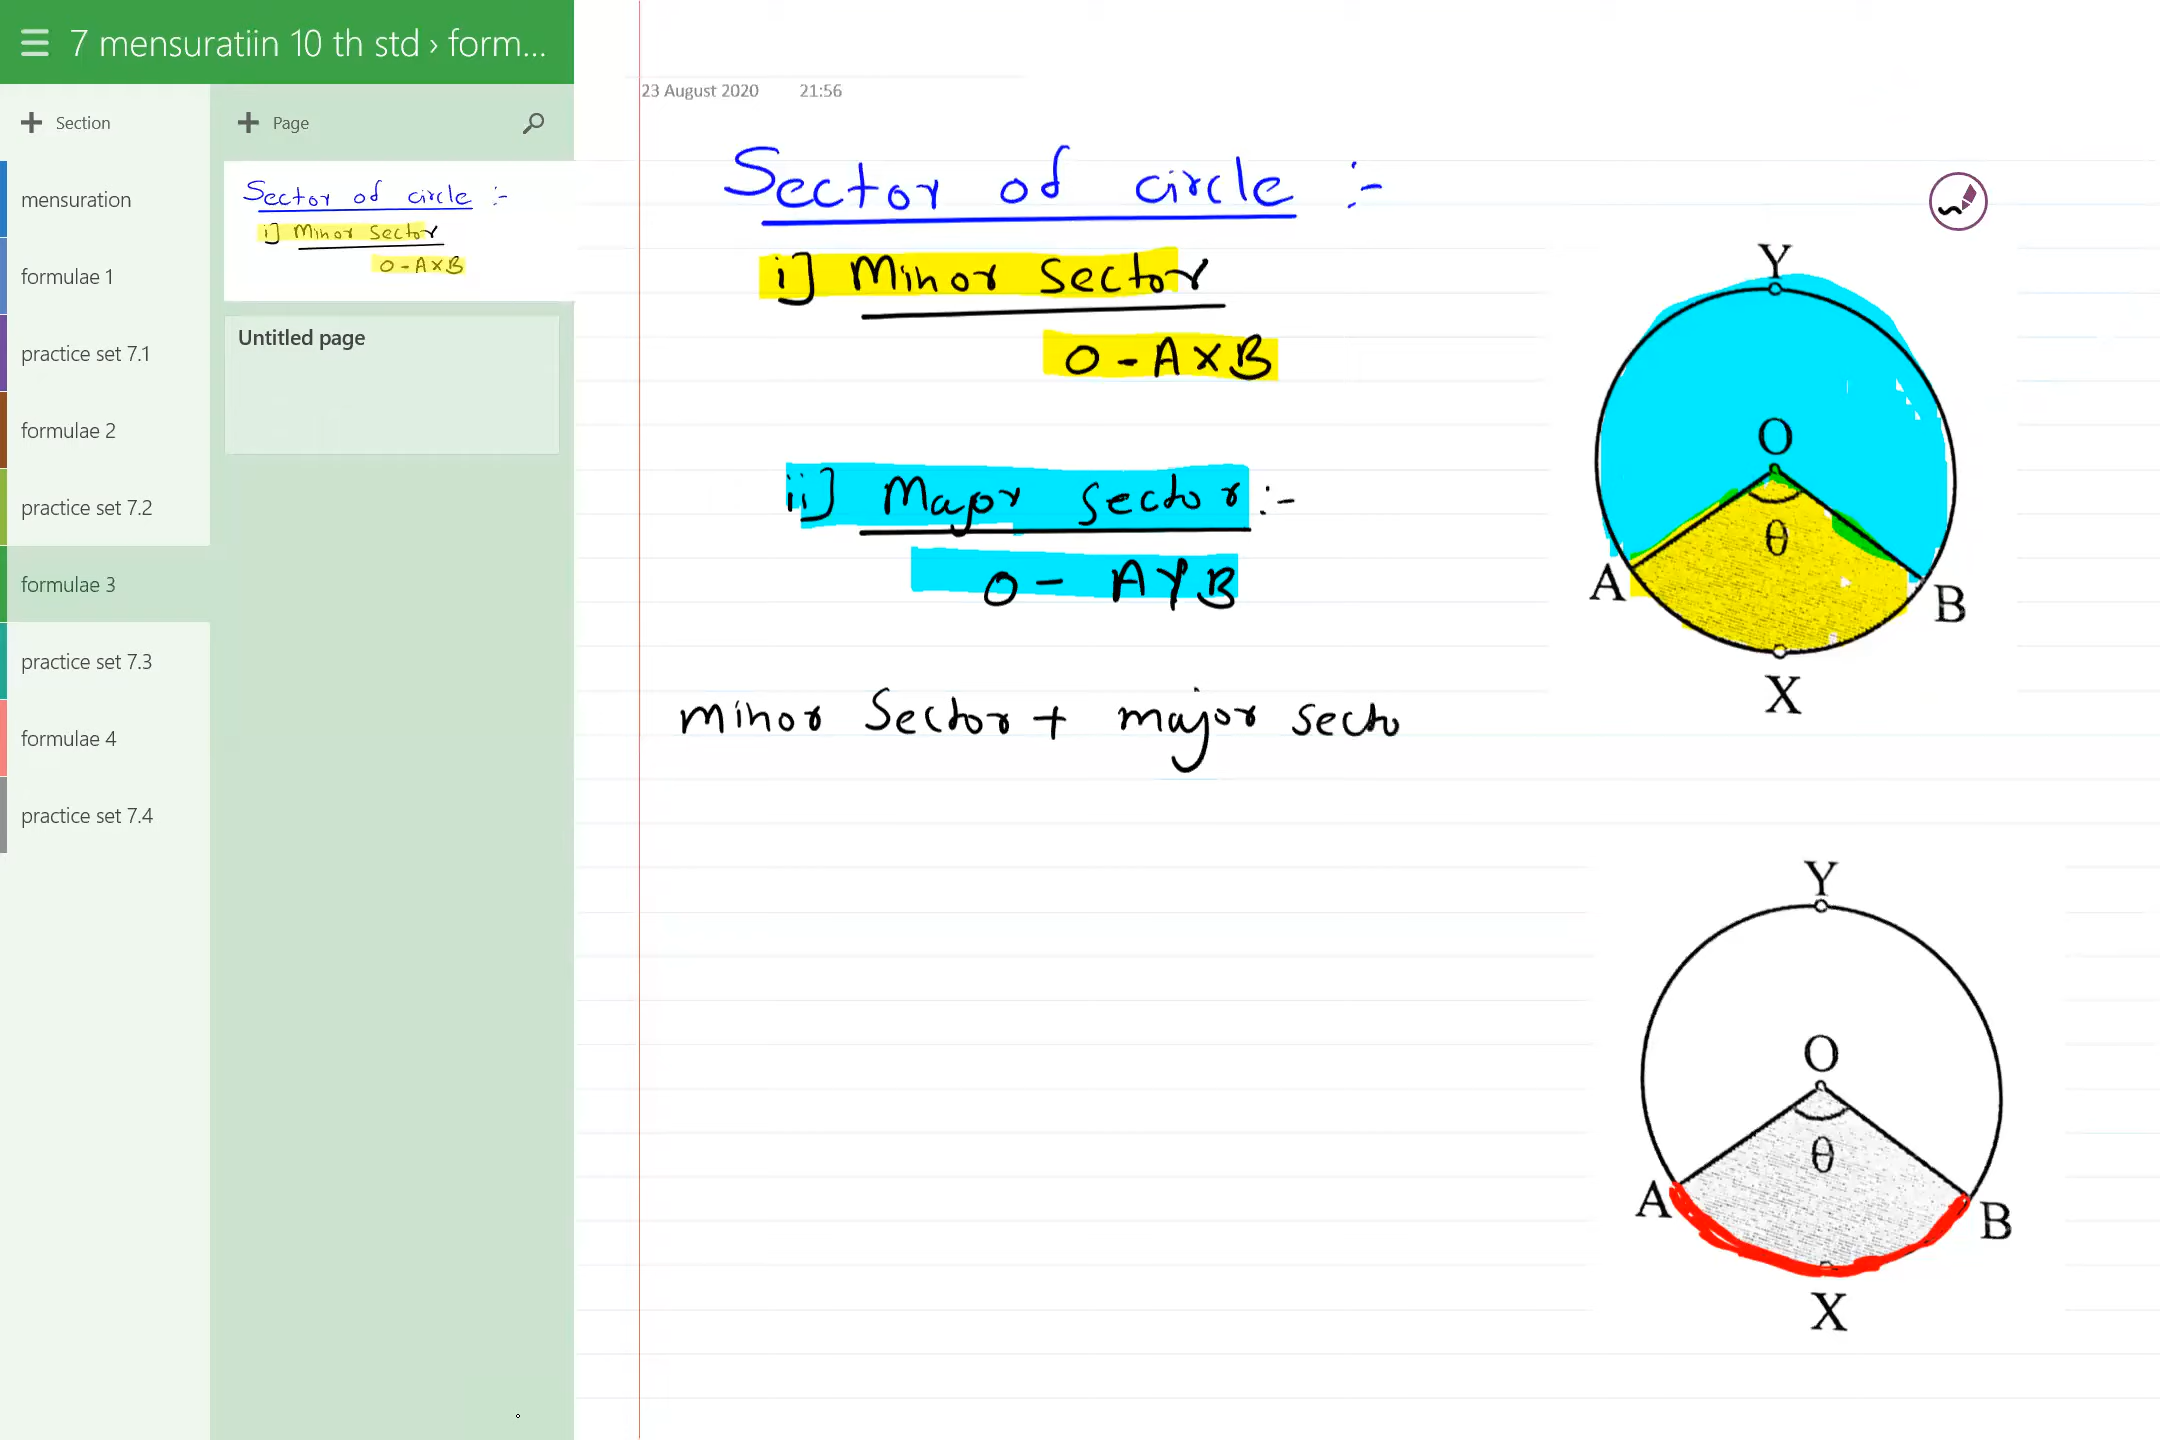 7 mensuratiin 10 th std › form...
Section
Page
mensuration
formulae 1
practice set 7.1
formulae 2
practice set 7.2
formulae 3
practice set 7.3
formulae 4
practice set 7.4
Sector of circle :-
i] Minor Sector
O - AXB
Untitled page
23 August 2020 21:56
Sector of circle :-
i] Minor Sector
O - AXB
ii] Major Sector :-
O - AYB
minor Sector + major secto
Y
O
θ
A
B
X
Y
O
θ
A
B
X